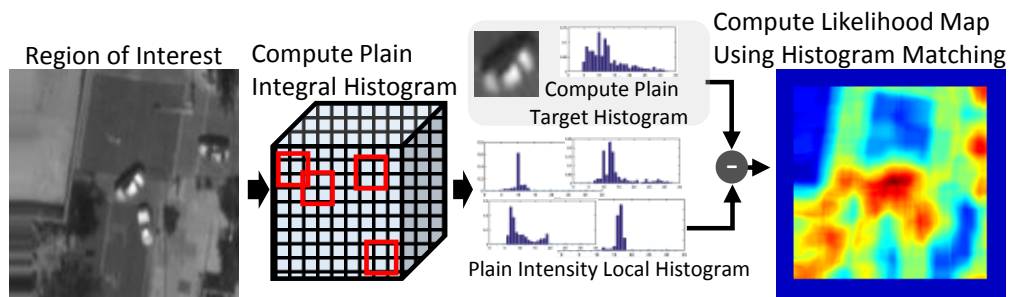 Region of Interest
Compute Plain
Integral Histogram
Compute Plain
Target Histogram
Plain Intensity Local Histogram
−
Compute Likelihood Map
Using Histogram Matching